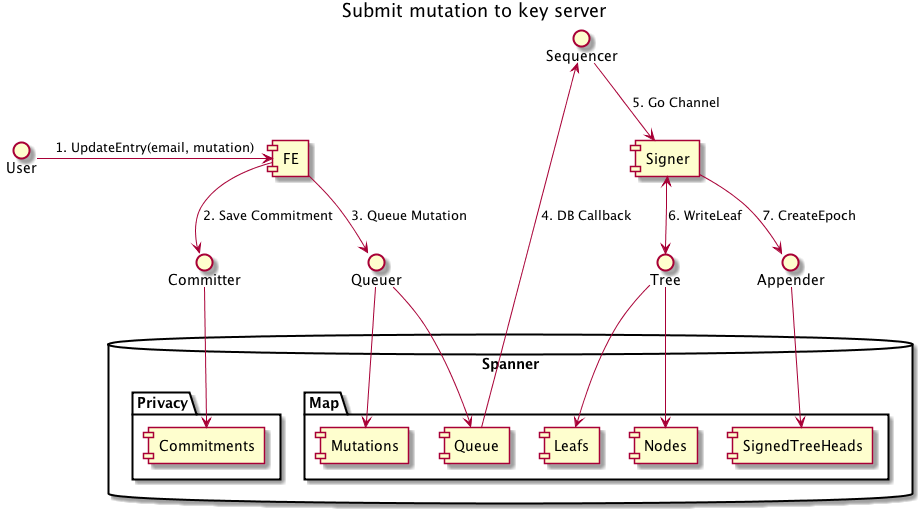 Submit mutation to key server
Sequencer
5. Go Channel
1. UpdateEntry(email, mutation)
User
FE
Signer
2. Save Commitment
3. Queue Mutation
4. DB Callback
6. WriteLeaf
7. CreateEpoch
Committer
Queuer
Tree
Appender
Spanner
Privacy
Map
Commitments
Mutations
Queue
Leafs
Nodes
SignedTreeHeads